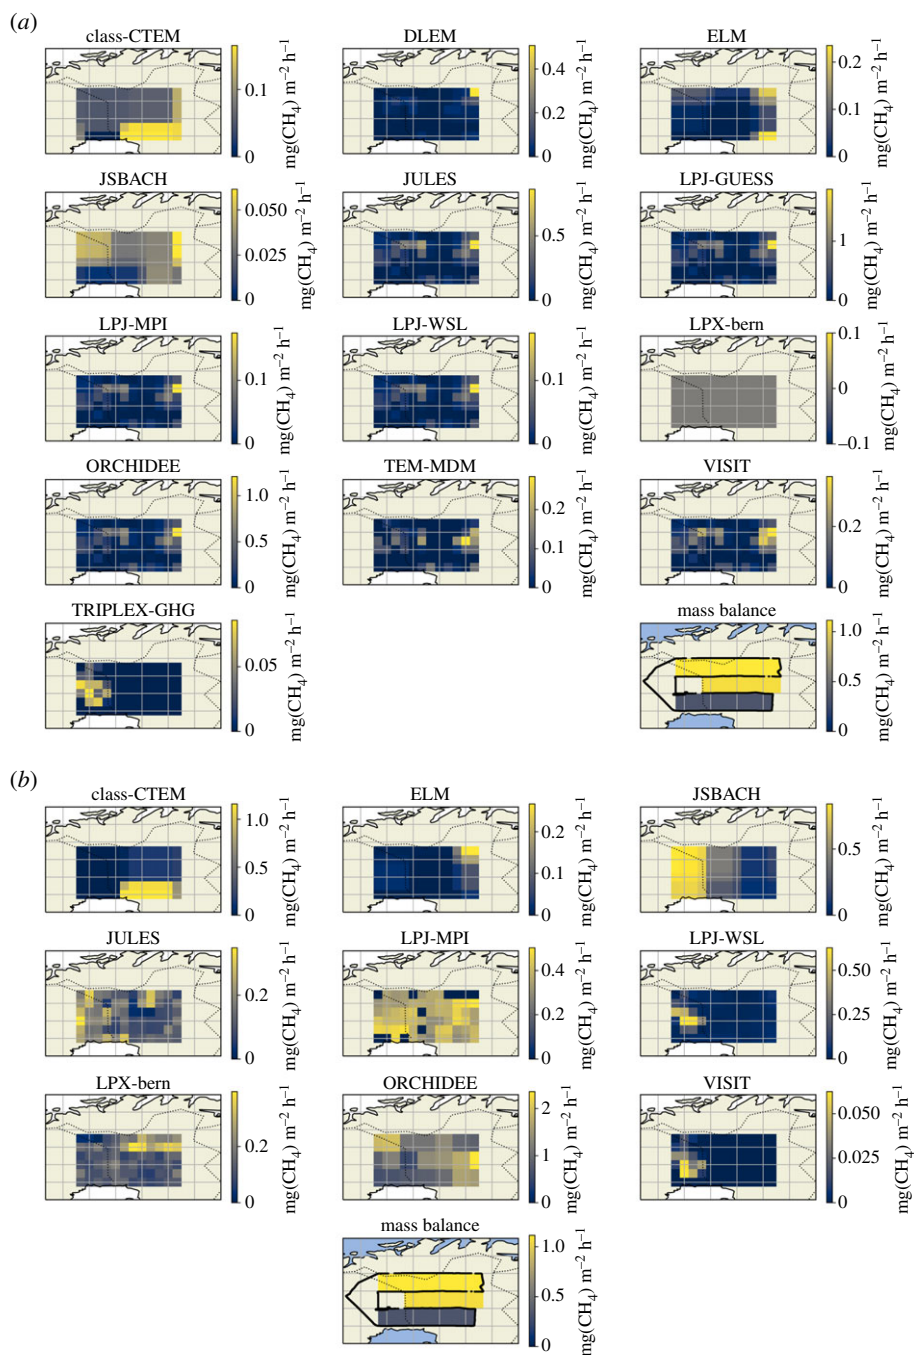 (a)
class-CTEM
0.1
0
mg(CH4) m−2 h−1
DLEM
0.4
0.2
0
mg(CH4) m−2 h−1
ELM
0.2
0.1
0
mg(CH4) m−2 h−1
JSBACH
0.050
0.025
0
mg(CH4) m−2 h−1
JULES
0.5
0
mg(CH4) m−2 h−1
LPJ-GUESS
1
0
mg(CH4) m−2 h−1
LPJ-MPI
0.1
0
mg(CH4) m−2 h−1
LPJ-WSL
0.1
0
mg(CH4) m−2 h−1
LPX-bern
0.1
0
−0.1
mg(CH4) m−2 h−1
ORCHIDEE
1.0
0.5
0
mg(CH4) m−2 h−1
TEM-MDM
0.2
0.1
0
mg(CH4) m−2 h−1
VISIT
0.2
0
mg(CH4) m−2 h−1
TRIPLEX-GHG
0.05
0
mg(CH4) m−2 h−1
mass balance
1.0
0.5
0
mg(CH4) m−2 h−1
(b)
class-CTEM
1.0
0.5
0
mg(CH4) m−2 h−1
ELM
0.2
0.1
0
mg(CH4) m−2 h−1
JSBACH
0.5
0
mg(CH4) m−2 h−1
JULES
0.2
0
mg(CH4) m−2 h−1
LPJ-MPI
0.4
0.2
0
mg(CH4) m−2 h−1
LPJ-WSL
0.50
0.25
0
mg(CH4) m−2 h−1
LPX-bern
0.2
0
mg(CH4) m−2 h−1
ORCHIDEE
2
1
0
mg(CH4) m−2 h−1
VISIT
0.050
0.025
0
mg(CH4) m−2 h−1
mass balance
1.0
0.5
0
mg(CH4) m−2 h−1